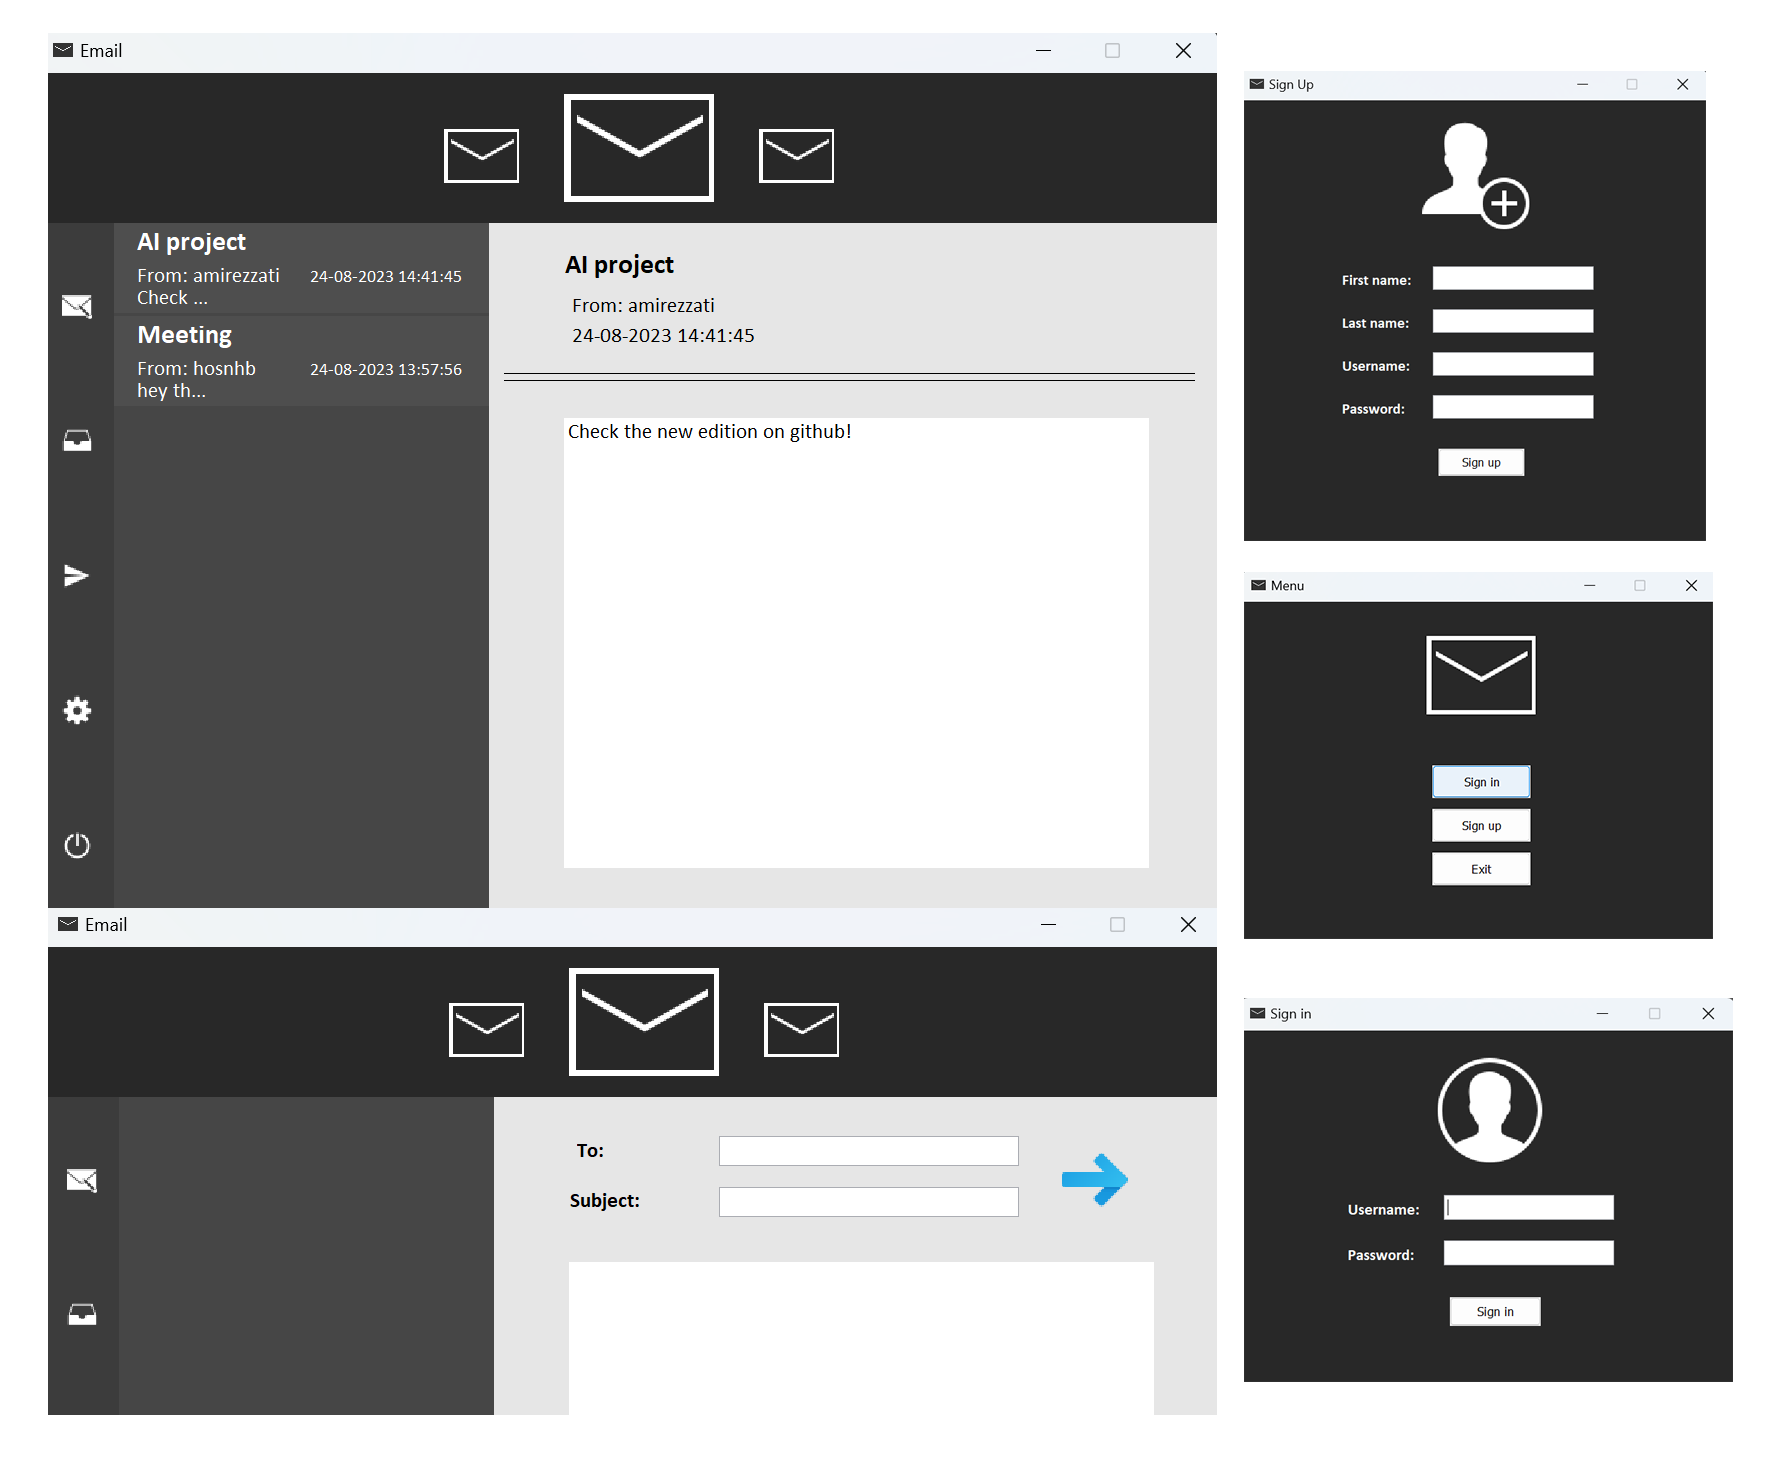 Email
AI project
From: amirezzati 24-08-2023 14:41:45
Check ...
Meeting
From: hosnhb 24-08-2023 13:57:56
hey th...
AI project
From: amirezzati
24-08-2023 14:41:45
Check the new edition on github!
Email
To:
Subject:
Sign Up
First name:
Last name:
Username:
Password:
Sign up
Menu
Sign in
Sign up
Exit
Sign in
Username:
Password:
Sign in